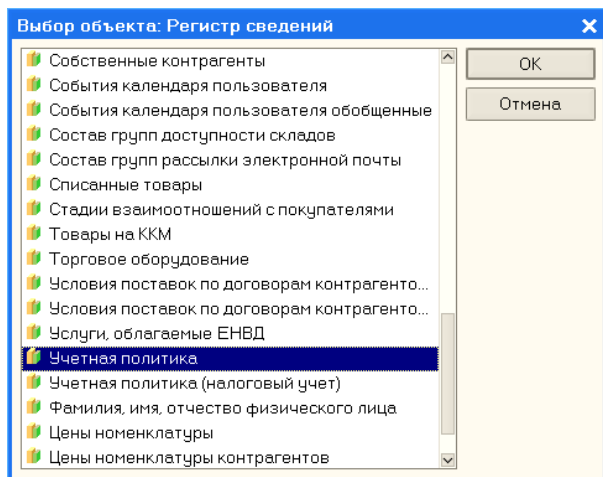 Выбор объекта: Регистр сведений
Собственные контрагенты
OK
События календаря пользователя
Отмена
События календаря пользователя обобщенные
Состав групп доступности складов
Состав групп рассылки электронной почты
Списанные товары
Стадии взаимоотношений с покупателями
Товары на ККМ
Торговое оборудование
Условия поставок по договорам контрагенто...
Условия поставок по договорам контрагенто...
Услуги, облагаемые ЕНВД
Учетная политика
Учетная политика (налоговый учет)
Фамилия, имя, отчество физического лица
Цены номенклатуры
Цены номенклатуры контрагентов